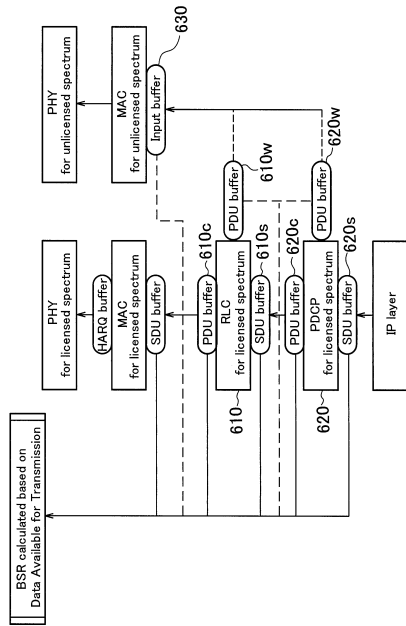 BSR calculated based on
Data Available for Transmission
PHY
for licensed spectrum
HARQ buffer
MAC
for licensed spectrum
SDU buffer
PDU buffer
610c
RLC
for licensed spectrum
610
SDU buffer
610s
PDU buffer
620c
PDCP
for licensed spectrum
620
SDU buffer
620s
IP layer
PHY
for unlicensed spectrum
MAC
for unlicensed spectrum
Input buffer
630
PDU buffer
610w
PDU buffer
620w